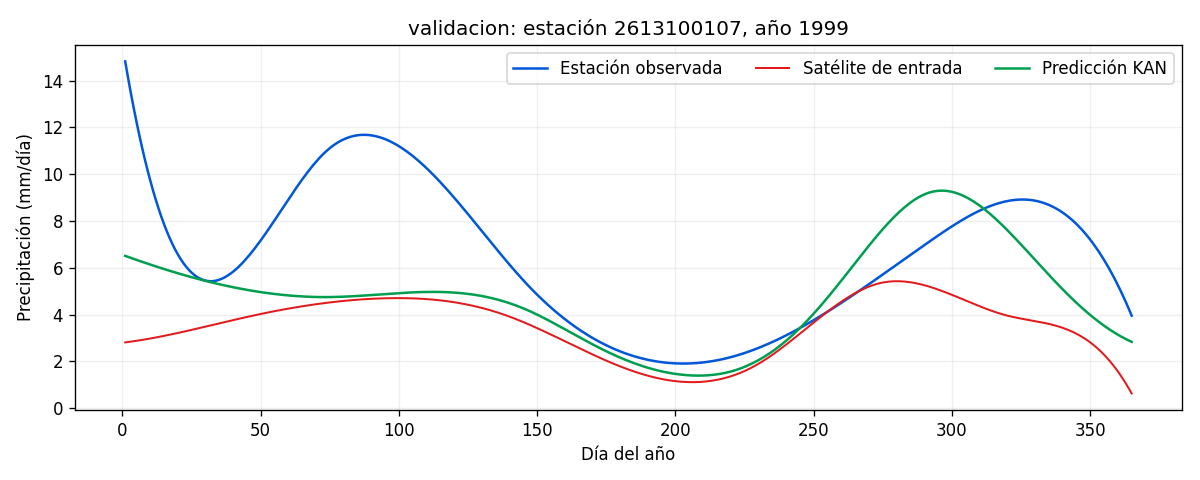 validacion: estación 2613100107, año 1999
Estación observada
Satélite de entrada
Predicción KAN
Precipitación (mm/día)
14
12
10
8
6
4
2
0
0 50 100 150 200 250 300 350
Día del año